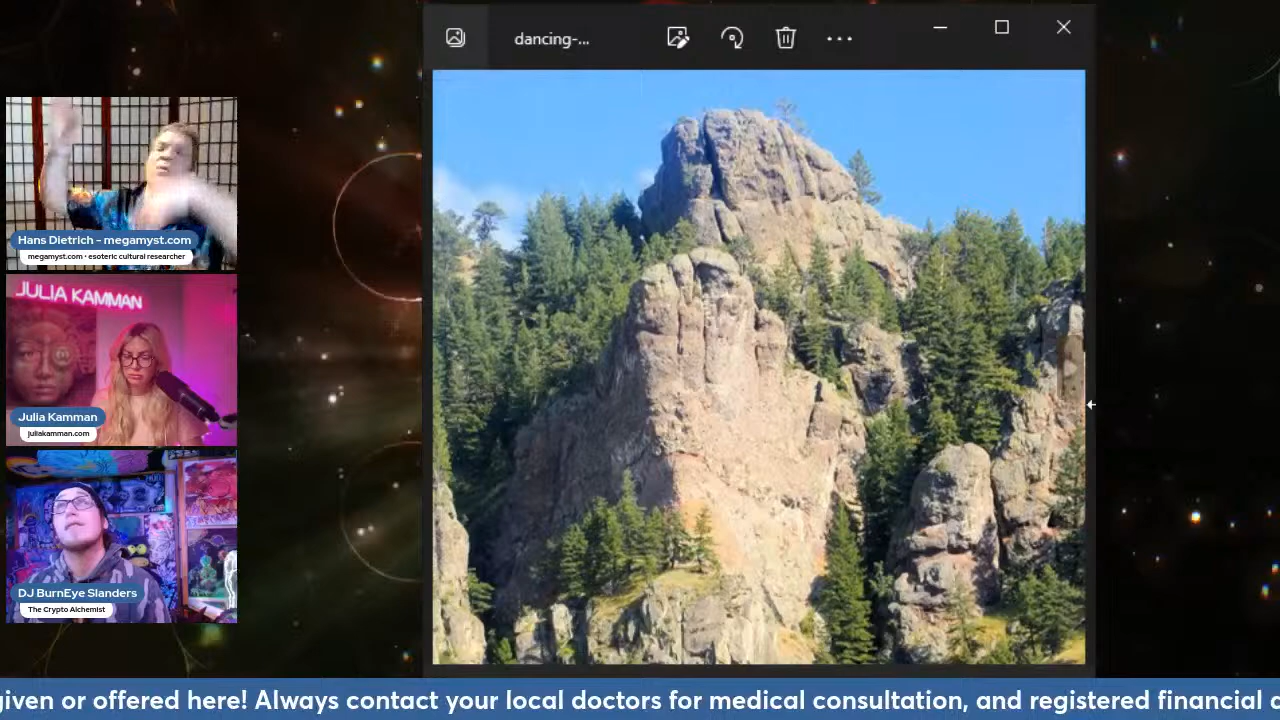 dancing-...
Hans Dietrich - megamyst.com
megamyst.com • esoteric cultural researcher
JULIA KAMMAN
Julia Kamman
juliakamman.com
DJ BurnEye Slanders
The Crypto Alchemist
given or offered here! Always contact your local doctors for medical consultation, and registered financial